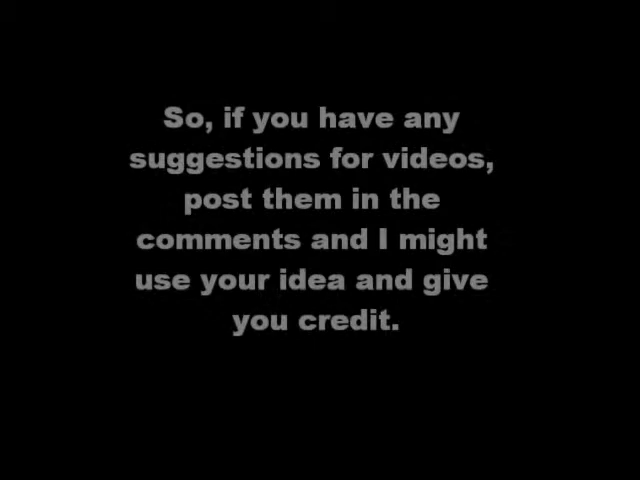 So, if you have any
suggestions for videos,
post them in the
comments and I might
use your idea and give
you credit.